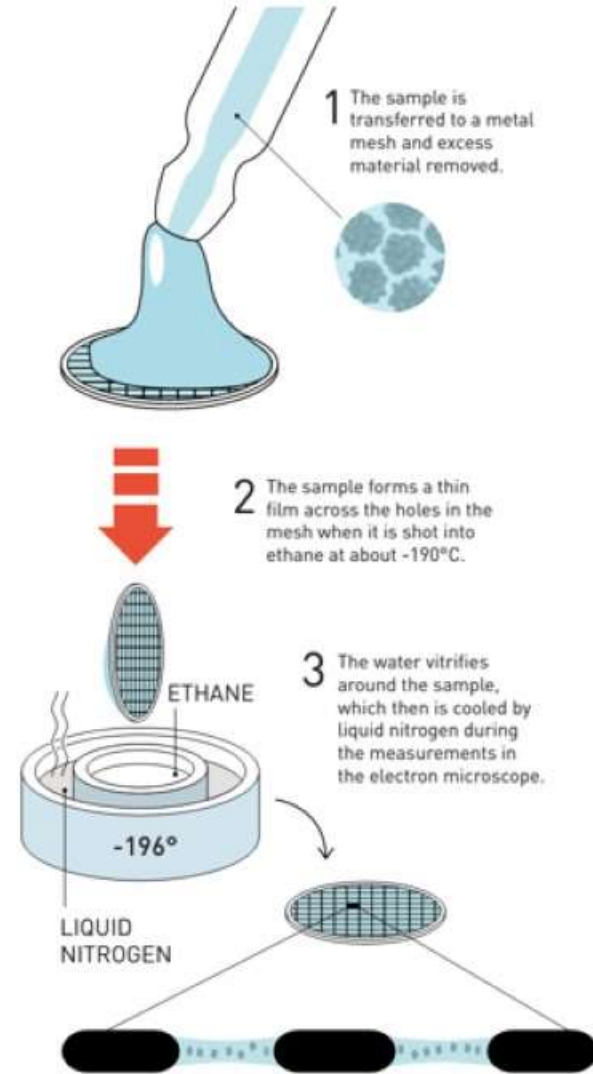 1 The sample is
transferred to a metal
mesh and excess
material removed.
2 The sample forms a thin
film across the holes in the
mesh when it is shot into
ethane at about -190°C.
3 The water vitrifies
around the sample,
which then is cooled by
liquid nitrogen during
the measurements in
the electron microscope.
ETHANE
-196°
LIQUID
NITROGEN